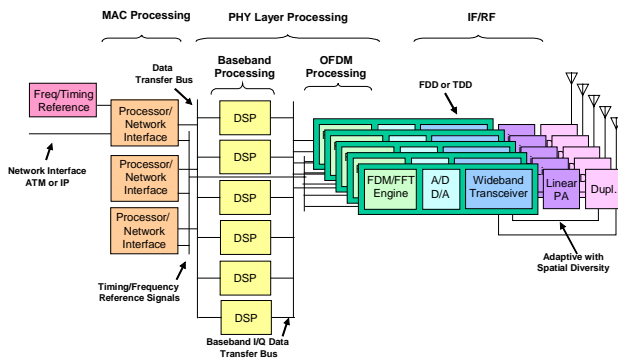 MAC Processing
PHY Layer Processing
IF/RF
Data
Transfer Bus
Baseband
Processing
OFDM
Processing
FDD or TDD
Freq/Timing
Reference
Processor/
Network
Interface
Network Interface
ATM or IP
Processor/
Network
Interface
Processor/
Network
Interface
Timing/Frequency
Reference Signals
DSP
DSP
DSP
DSP
DSP
DSP
Baseband I/Q Data
Transfer Bus
FDM/FFT
Engine
A/D
D/A
Wideband
Transceiver
Linear
PA
Dupl.
Adaptive with
Spatial Diversity